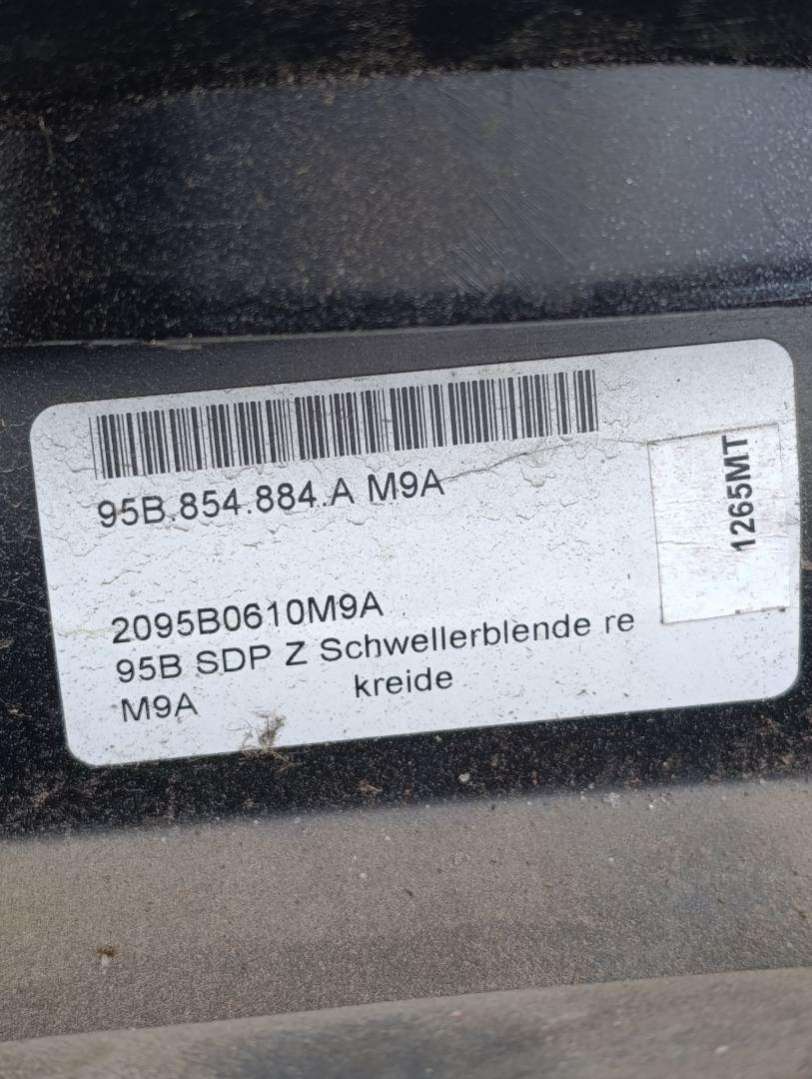 95B.854.884.A M9A
1265MT
2095B0610M9A
95B SDP Z Schwellerblende re
M9A kreide